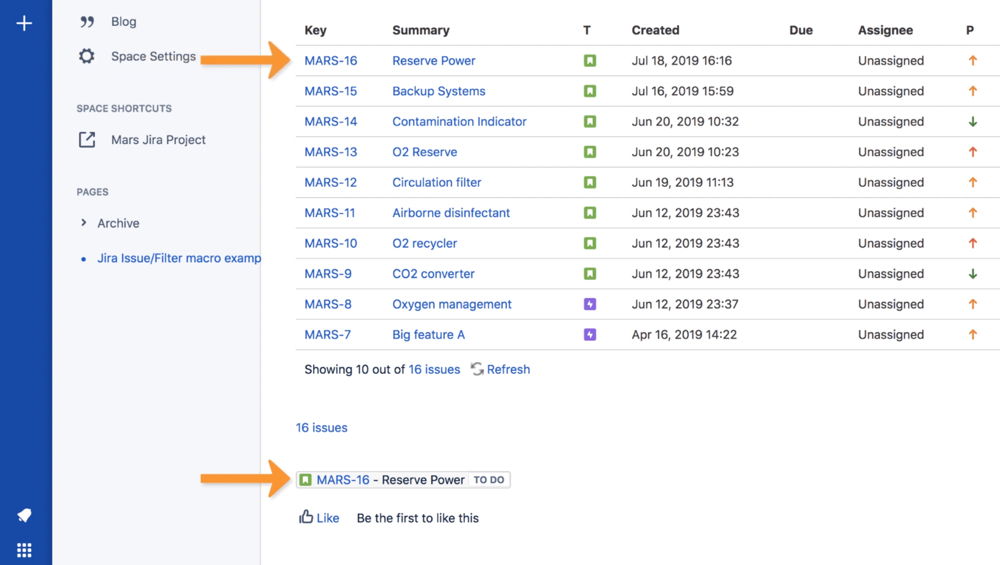 Blog
Space Settings
SPACE SHORTCUTS
Mars Jira Project
PAGES
Archive
Jira Issue/Filter macro examp
Key Summary T Created Due Assignee P
MARS-16 Reserve Power Jul 18, 2019 16:16 Unassigned
MARS-15 Backup Systems Jul 16, 2019 15:59 Unassigned
MARS-14 Contamination Indicator Jun 20, 2019 10:32 Unassigned
MARS-13 O2 Reserve Jun 20, 2019 10:23 Unassigned
MARS-12 Circulation filter Jun 19, 2019 11:13 Unassigned
MARS-11 Airborne disinfectant Jun 12, 2019 23:43 Unassigned
MARS-10 O2 recycler Jun 12, 2019 23:43 Unassigned
MARS-9 CO2 converter Jun 12, 2019 23:43 Unassigned
MARS-8 Oxygen management Jun 12, 2019 23:37 Unassigned
MARS-7 Big feature A Apr 16, 2019 14:22 Unassigned
Showing 10 out of 16 issues Refresh
16 issues
MARS-16 - Reserve Power TO DO
Like Be the first to like this